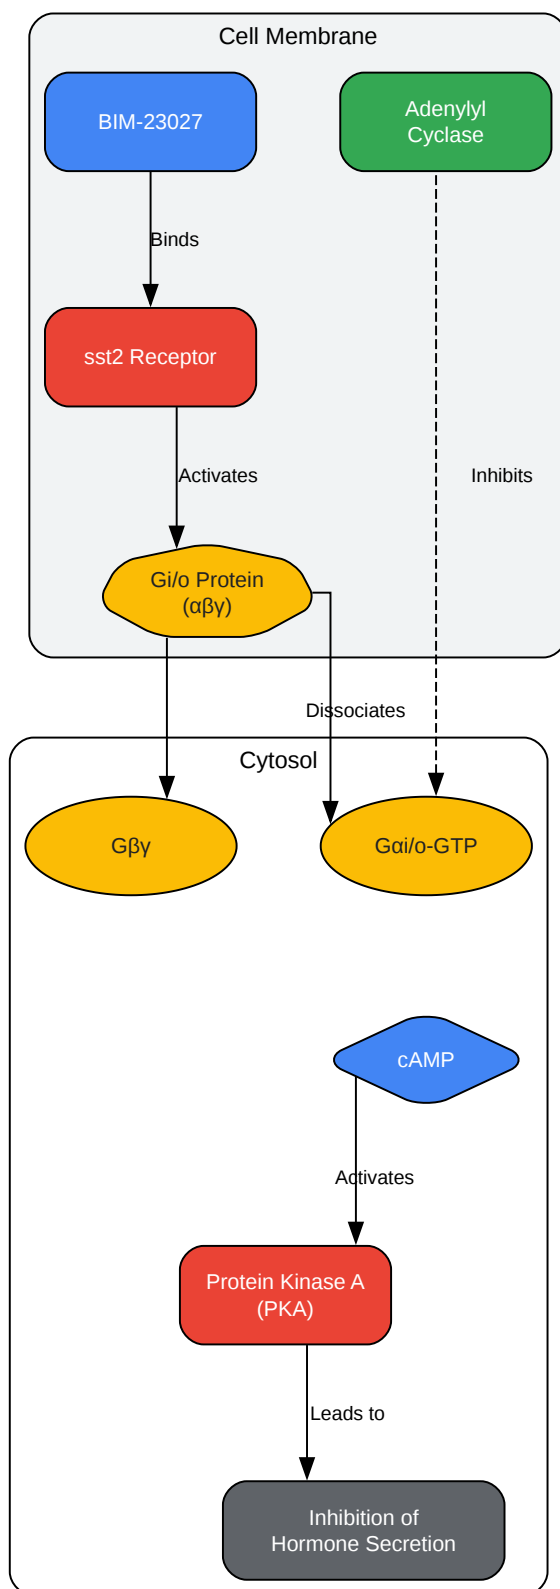 Cell Membrane
BIM-23027
Adenylyl
Cyclase
Binds
sst2 Receptor
Activates
Inhibits
Gi/o Protein
(αβγ)
Dissociates
Cytosol
Gβγ
Gαi/o-GTP
cAMP
Activates
Protein Kinase A
(PKA)
Leads to
Inhibition of
Hormone Secretion